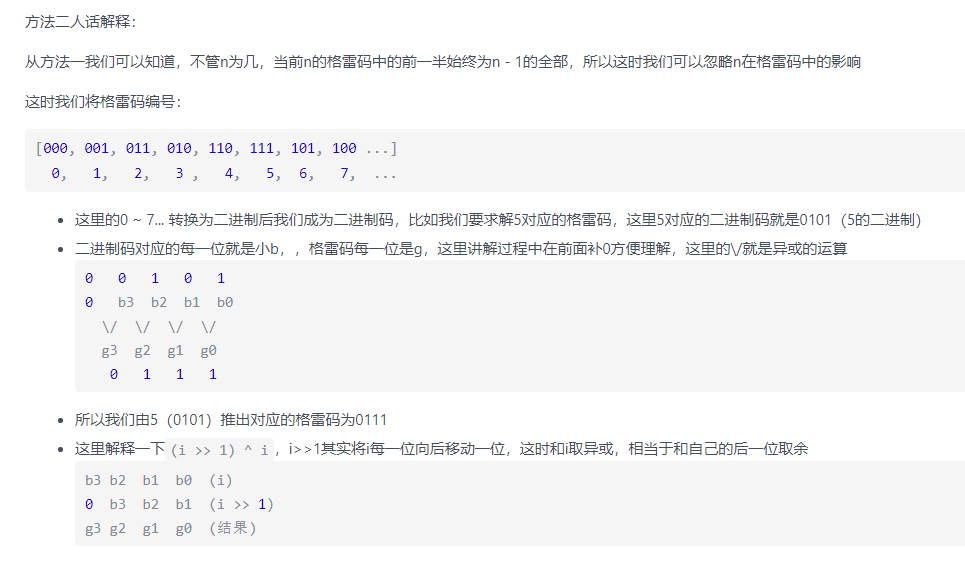 方法二人话解释：
从方法一我们可以知道，不管n为几，当前n的格雷码中的前一半始终为n - 1的全部，所以这时我们可以忽略n在格雷码中的影响
这时我们将格雷码编号：
[000, 001, 011, 010, 110, 111, 101, 100 ...]
0, 1, 2, 3 , 4, 5, 6, 7, ...
• 这里的0 ~ 7... 转换为二进制后我们成为二进制码，比如我们要求解5对应的格雷码，这里5对应的二进制码就是0101（5的二进制）
• 二进制码对应的每一位就是小b，，格雷码每一位是g，这里讲解过程中在前面补0方便理解，这里的\/就是异或的运算
0 0 1 0 1
0 b3 b2 b1 b0
\/ \/ \/ \/
g3 g2 g1 g0
0 1 1 1
• 所以我们由5（0101）推出对应的格雷码为0111
• 这里解释一下(i >> 1) ^ i，i>>1其实将i每一位向后移动一位，这时和i取异或，相当于和自己的后一位取余
b3 b2 b1 b0 (i)
0 b3 b2 b1 (i >> 1)
g3 g2 g1 g0 (结果)